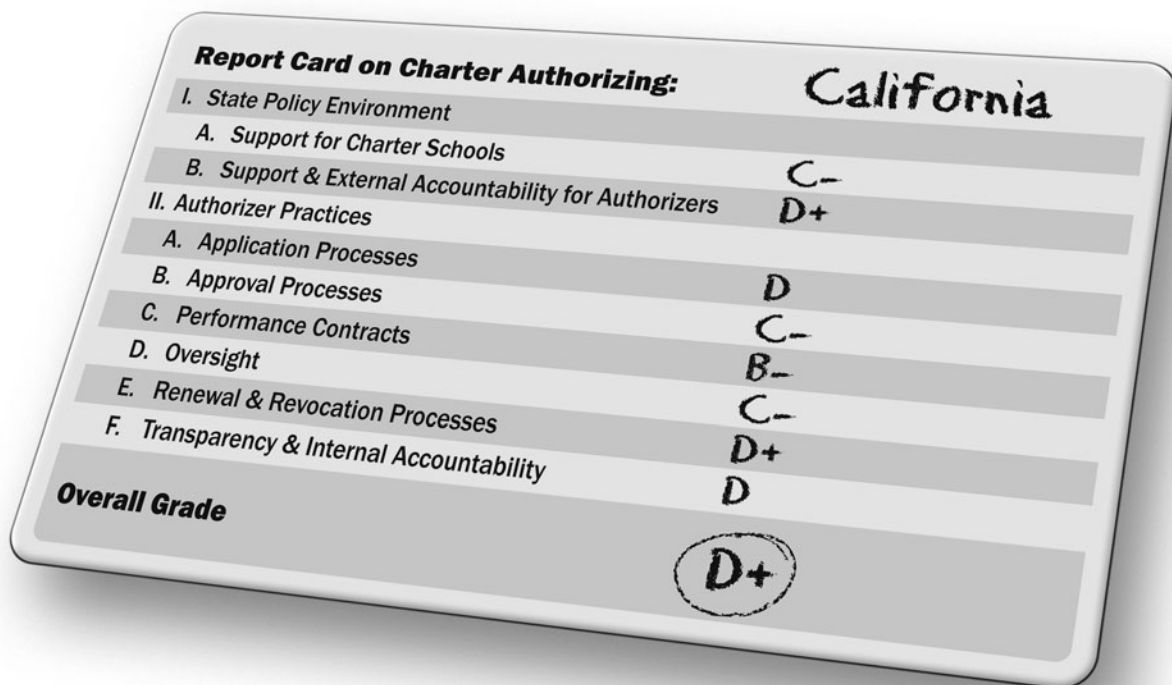 Report Card on Charter Authorizing: California
I. State Policy Environment
A. Support for Charter Schools C-
B. Support & External Accountability for Authorizers D+
II. Authorizer Practices
A. Application Processes D
B. Approval Processes C-
C. Performance Contracts B-
D. Oversight C-
E. Renewal & Revocation Processes D+
F. Transparency & Internal Accountability D
Overall Grade D+